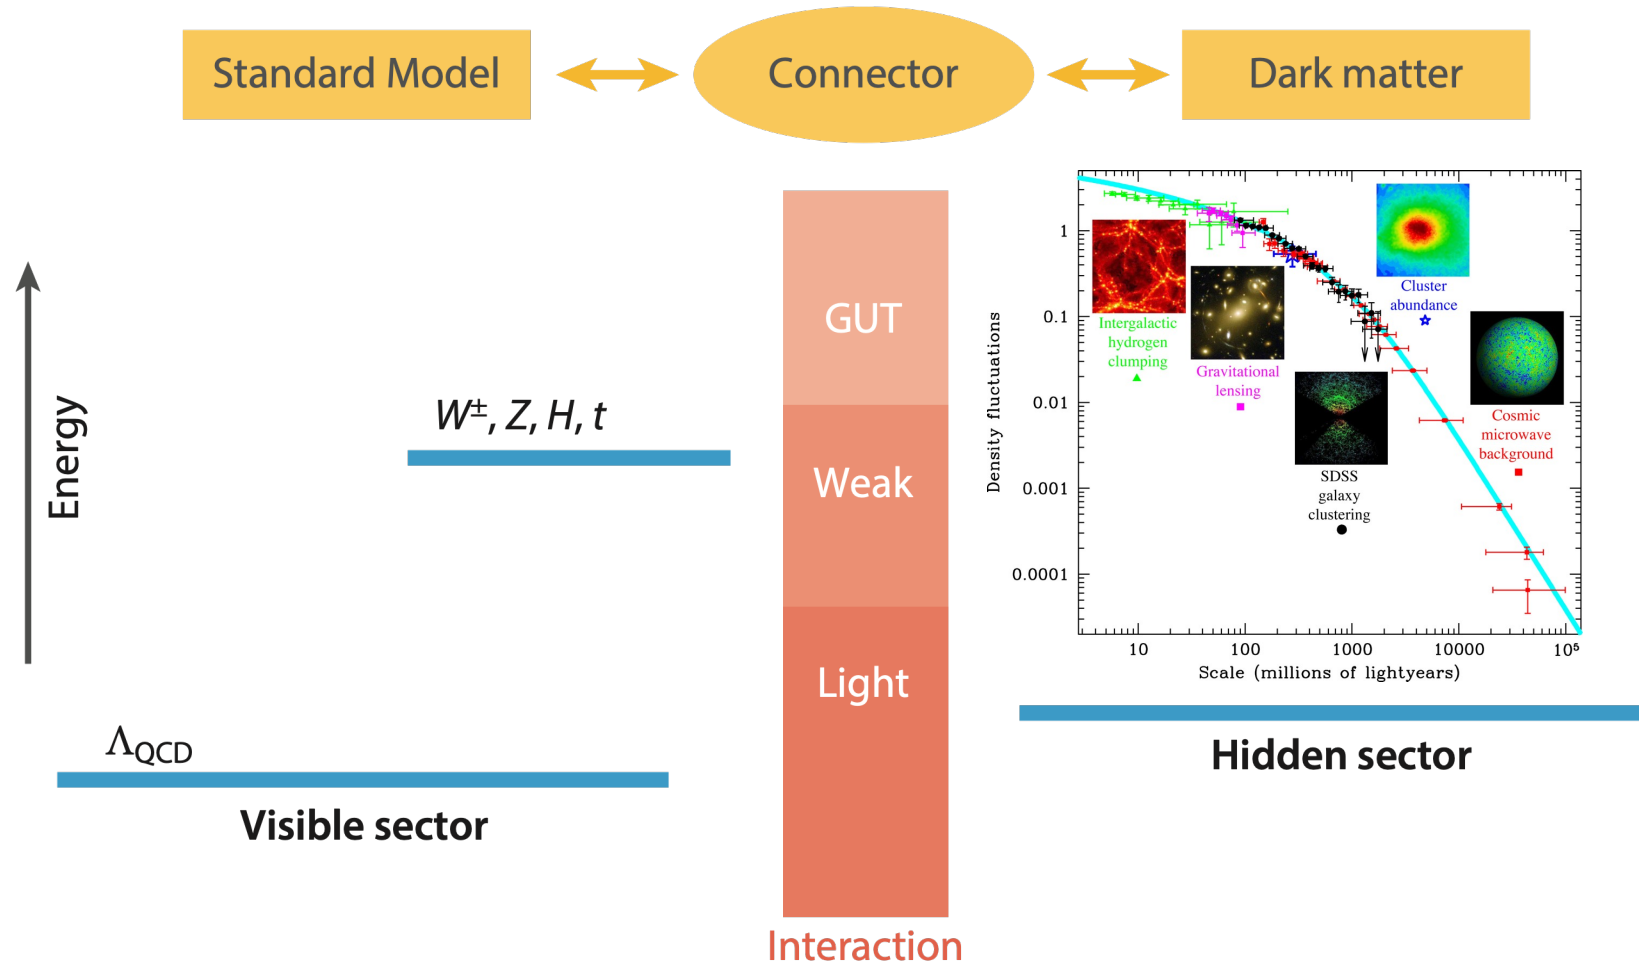 Standard Model
Connector
Dark matter
Energy
W±, Z, H, t
ΛQCD
Visible sector
GUT
Weak
Light
Interaction
Density fluctuations
1
0.1
0.01
0.001
0.0001
Intergalactic
hydrogen
clumping
Gravitational
lensing
Cluster
abundance
SDSS
galaxy
clustering
Cosmic
microwave
background
10
100
1000
10000
10⁵
Scale (millions of lightyears)
Hidden sector